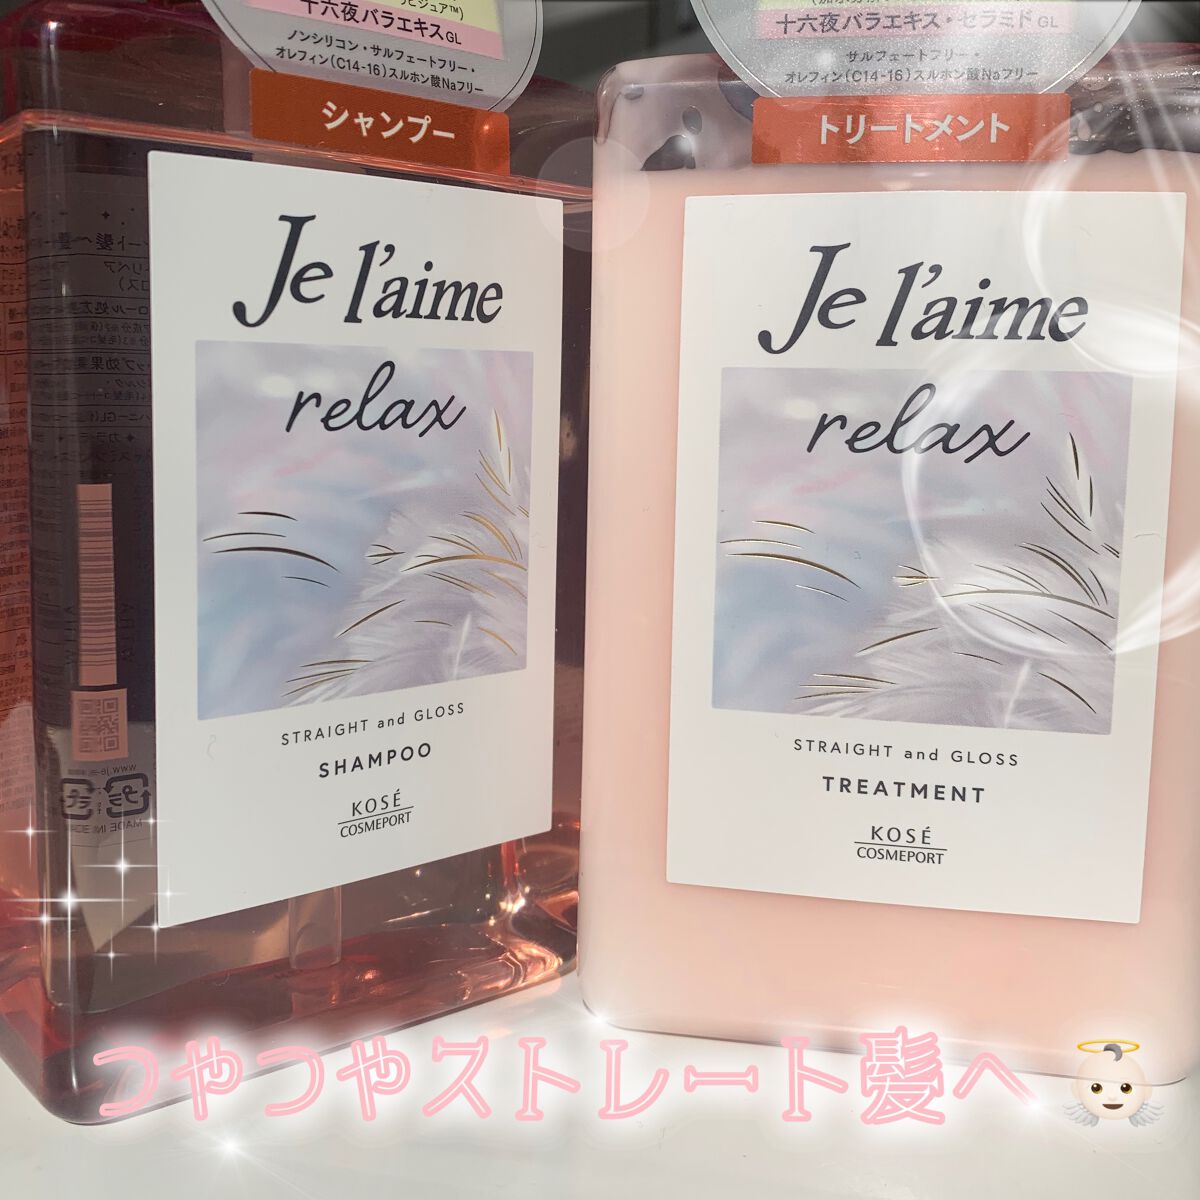 十六夜バラエキスGL
ノンシリコン・サルフェートフリー・
オレフィン(C14-16)スルホン酸Naフリー
シャンプー
Je l'aime
relax
STRAIGHT and GLOSS
SHAMPOO
KOSÉ
COSMEPORT
十六夜バラエキス・セラミドGL
サルフェートフリー・
オレフィン(C14-16)スルホン酸Naフリー
トリートメント
Je l'aime
relax
STRAIGHT and GLOSS
TREATMENT
KOSÉ
COSMEPORT
つやつやストレート髪へ